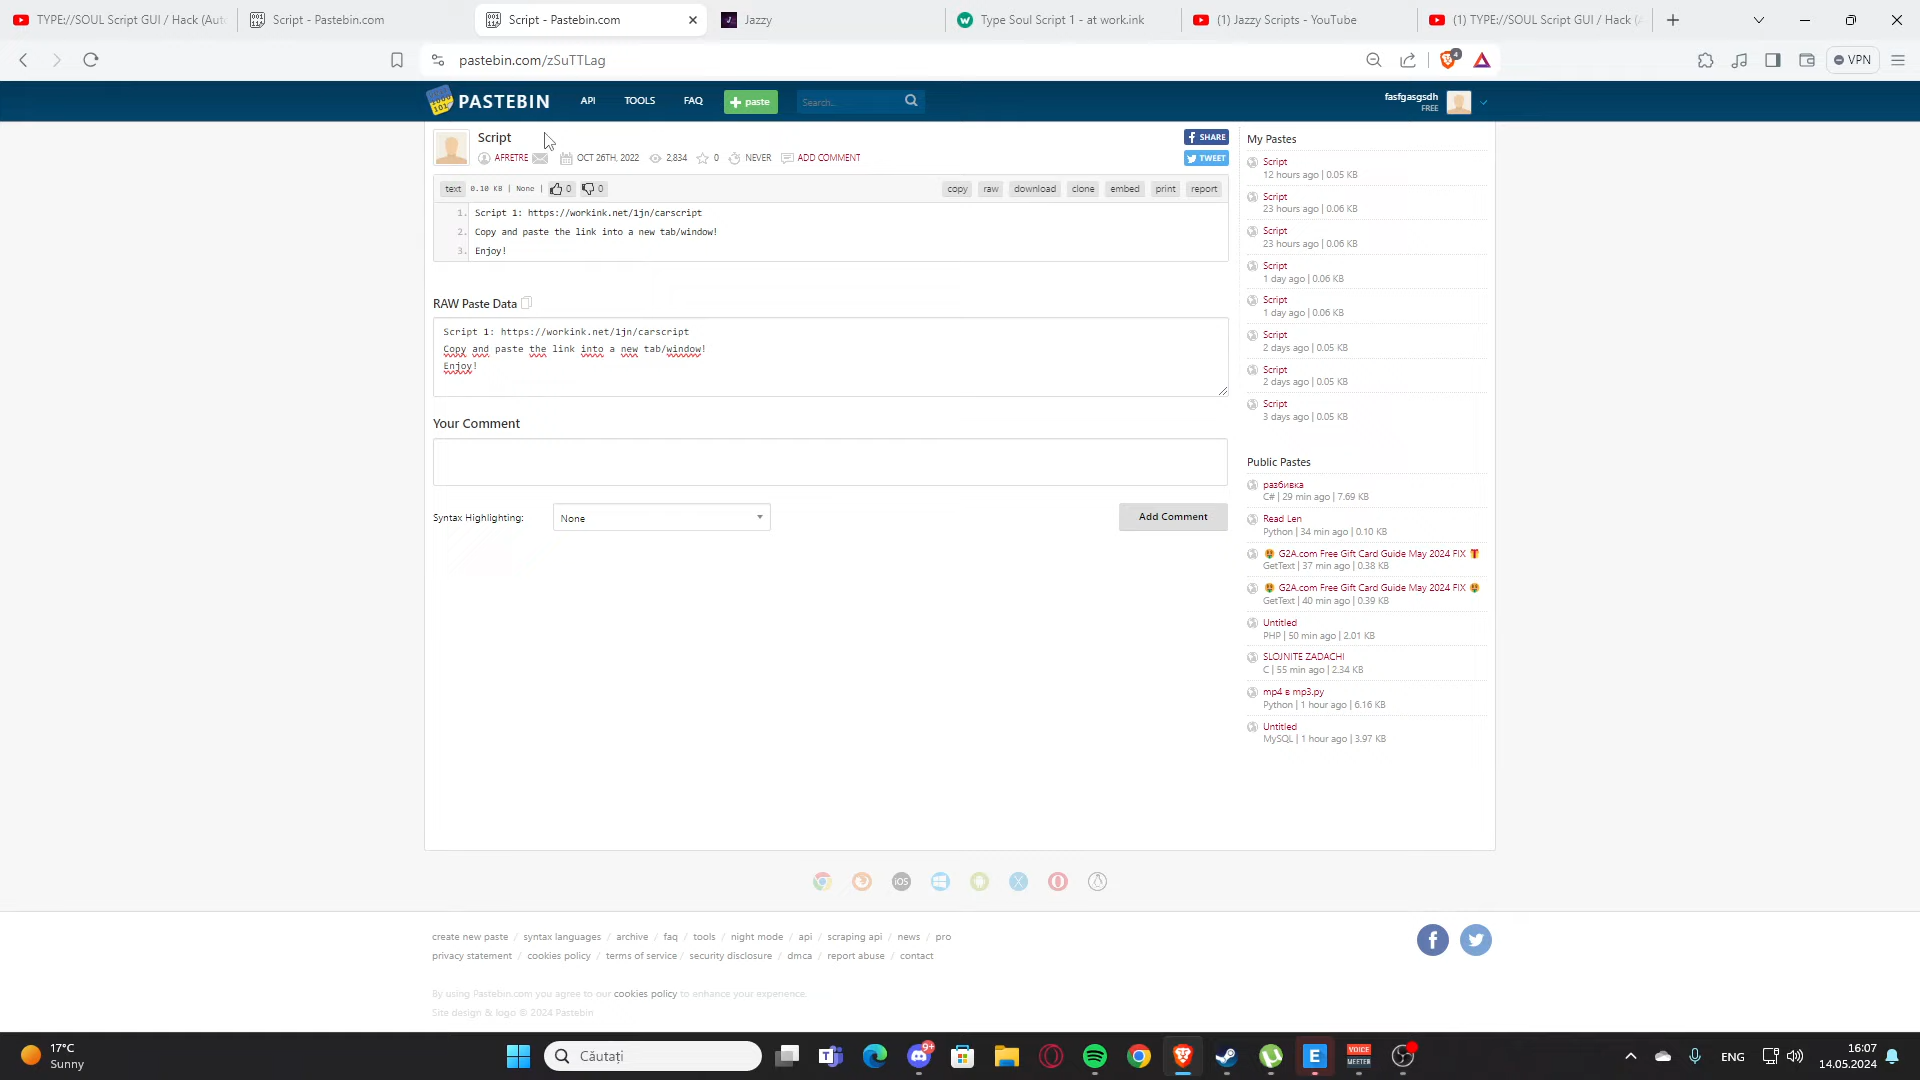 TYPE://SOUL Script GUI / Hack (Aut
Script - Pastebin.com
Script - Pastebin.com
Jazzy
Type Soul Script 1 - at work.ink
(1) Jazzy Scripts - YouTube
(1) TYPE://SOUL Script GUI / Hack (A
pastebin.com/zSuTTLag
4
VPN
PASTEBIN
API
TOOLS
FAQ
+ paste
Search...
fasfgasgsdh
FREE
Script
AFRETRE
OCT 26TH, 2022
2,834
0
NEVER
ADD COMMENT
SHARE
TWEET
text 0.10 KB | None | 0 0
copy raw download clone embed print report
1. Script 1: https://workink.net/1jn/carscript
2. Copy and paste the link into a new tab/window!
3. Enjoy!
RAW Paste Data
Script 1: https://workink.net/1jn/carscript
Copy and paste the link into a new tab/window!
Enjoy!
Your Comment
Syntax Highlighting:
None
Add Comment
My Pastes
Script
12 hours ago | 0.05 KB
Script
23 hours ago | 0.06 KB
Script
23 hours ago | 0.06 KB
Script
1 day ago | 0.06 KB
Script
1 day ago | 0.06 KB
Script
2 days ago | 0.05 KB
Script
2 days ago | 0.05 KB
Script
3 days ago | 0.05 KB
Public Pastes
разбивка
C# | 29 min ago | 7.69 KB
Read Len
Python | 34 min ago | 0.10 KB
🤑 G2A.com Free Gift Card Guide May 2024 FIX 🎁
GetText | 37 min ago | 0.38 KB
🤑 G2A.com Free Gift Card Guide May 2024 FIX 🤑
GetText | 40 min ago | 0.39 KB
Untitled
PHP | 50 min ago | 2.01 KB
SLOJNITE ZADACHI
C | 55 min ago | 2.34 KB
mp4 в mp3.py
Python | 1 hour ago | 6.16 KB
Untitled
MySQL | 1 hour ago | 3.97 KB
iOS
create new paste / syntax languages / archive / faq / tools / night mode / api / scraping api / news / pro
privacy statement / cookies policy / terms of service / security disclosure / dmca / report abuse / contact
By using Pastebin.com you agree to our cookies policy to enhance your experience.
Site design & logo © 2024 Pastebin
17°C
Sunny
Căutați
9+
VOICE
MEETER
ENG
16:07
14.05.2024